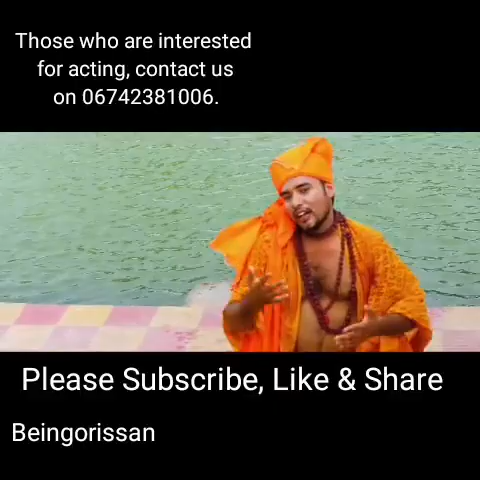 Those who are interested
for acting, contact us
on 06742381006.
Please Subscribe, Like & Share
Beingorissan